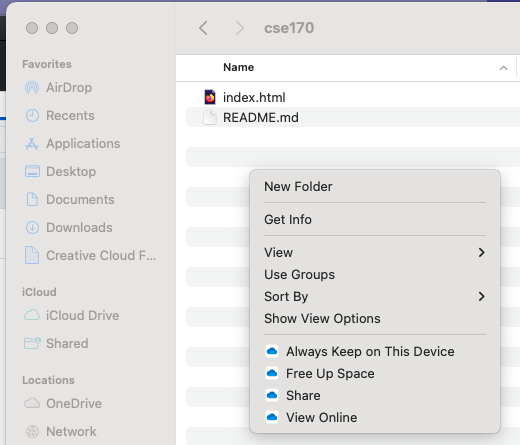 cse170
Favorites
AirDrop
Recents
Applications
Desktop
Documents
Downloads
Creative Cloud F...
iCloud
iCloud Drive
Shared
Locations
OneDrive
Network
Name
index.html
README.md
New Folder
Get Info
View
Use Groups
Sort By
Show View Options
Always Keep on This Device
Free Up Space
Share
View Online